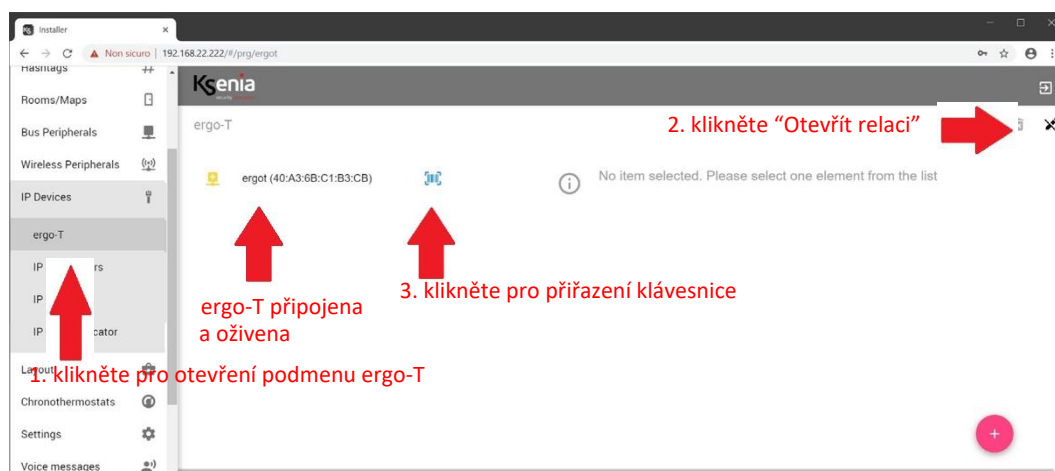 Installer
Non sicuro | 192.168.22.222/#/prg/ergot
Hashtags
Ksenia
Rooms/Maps
Bus Peripherals
ergo-T
2. klikněte “Otevřít relaci”
Wireless Peripherals
ergot (40:A3:6B:C1:B3:CB)
No item selected. Please select one element from the list
IP Devices
ergo-T
IP rs
3. klikněte pro přiřazení klávesnice
IP
ergo-T připojena
a oživena
IP cator
Layout
1. klikněte pro otevření podmenu ergo-T
Chronothermostats
Settings
Voice messages